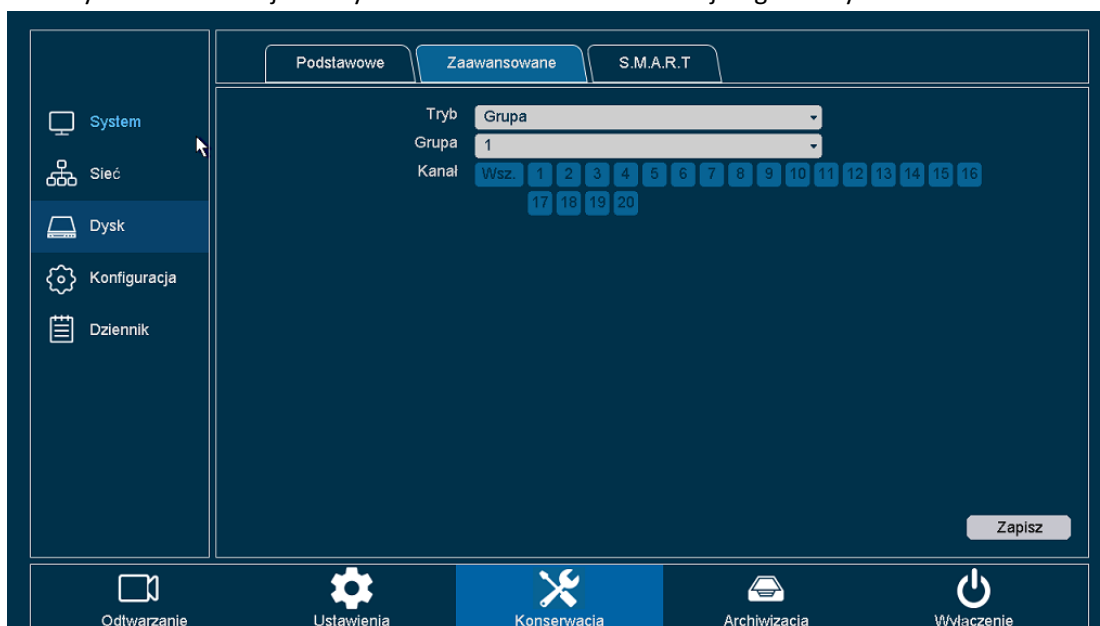 Podstawowe Zaawansowane S.M.A.R.T
System
Tryb Grupa
Grupa 1
Sieć
Kanał Wsz. 1 2 3 4 5 6 7 8 9 10 11 12 13 14 15 16
17 18 19 20
Dysk
Konfiguracja
Dziennik
Zapisz
Odtwarzanie Ustawienia Konserwacja Archiwizacja Wyłączenie